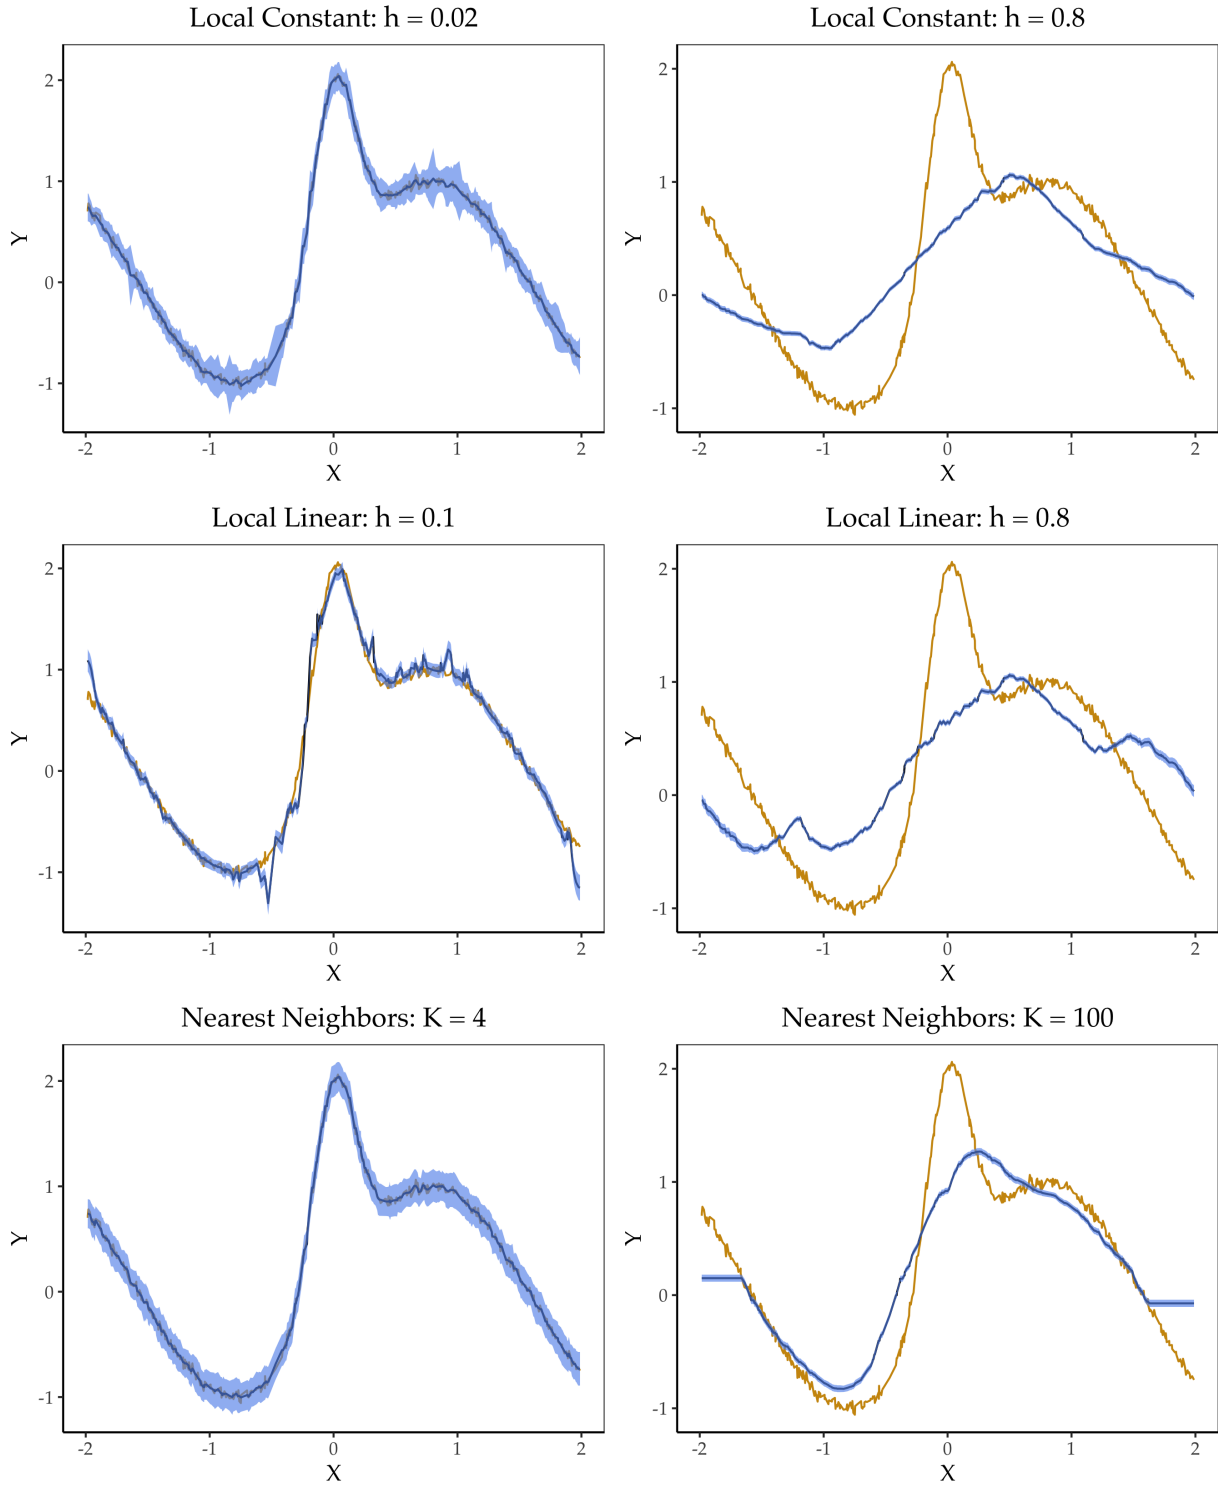 Local Constant: h = 0.02
Y
2
1
0
-1
-2 -1 0 1 2
X
Local Constant: h = 0.8
Y
2
1
0
-1
-2 -1 0 1 2
X
Local Linear: h = 0.1
Y
2
1
0
-1
-2 -1 0 1 2
X
Local Linear: h = 0.8
Y
2
1
0
-1
-2 -1 0 1 2
X
Nearest Neighbors: K = 4
Y
2
1
0
-1
-2 -1 0 1 2
X
Nearest Neighbors: K = 100
Y
2
1
0
-1
-2 -1 0 1 2
X